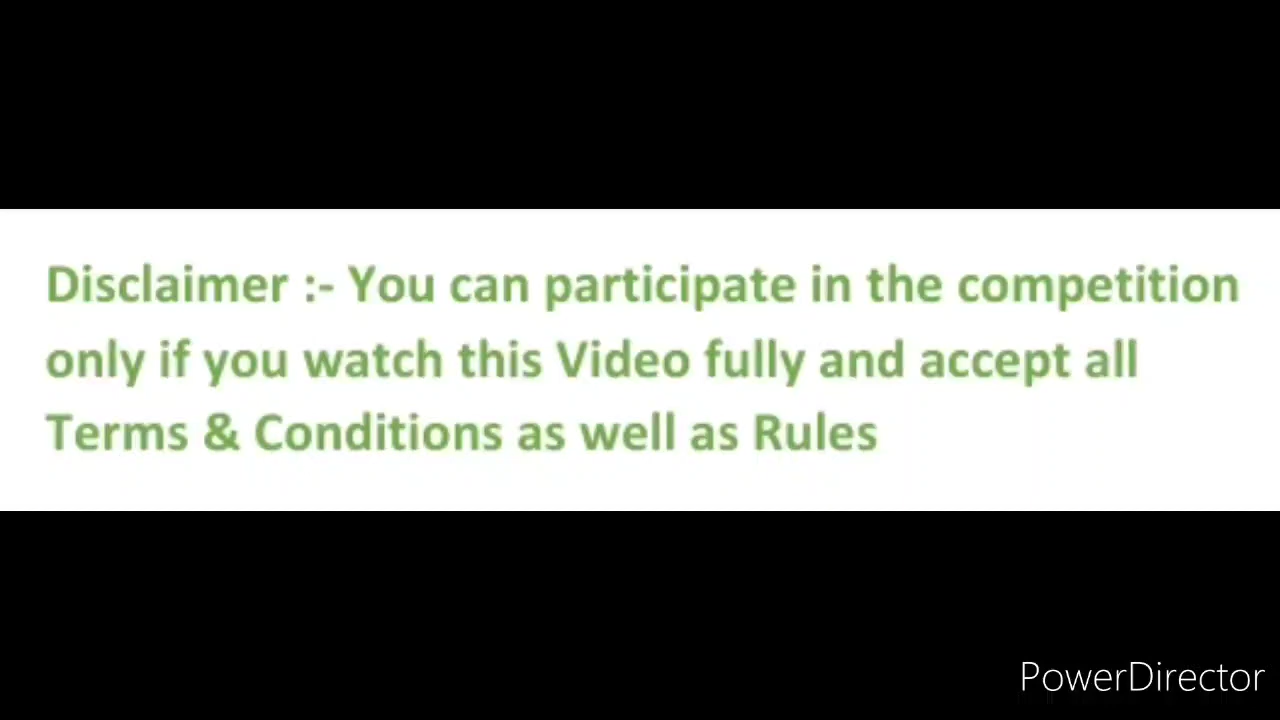 Disclaimer :- You can participate in the competition
only if you watch this Video fully and accept all
Terms & Conditions as well as Rules
PowerDirector